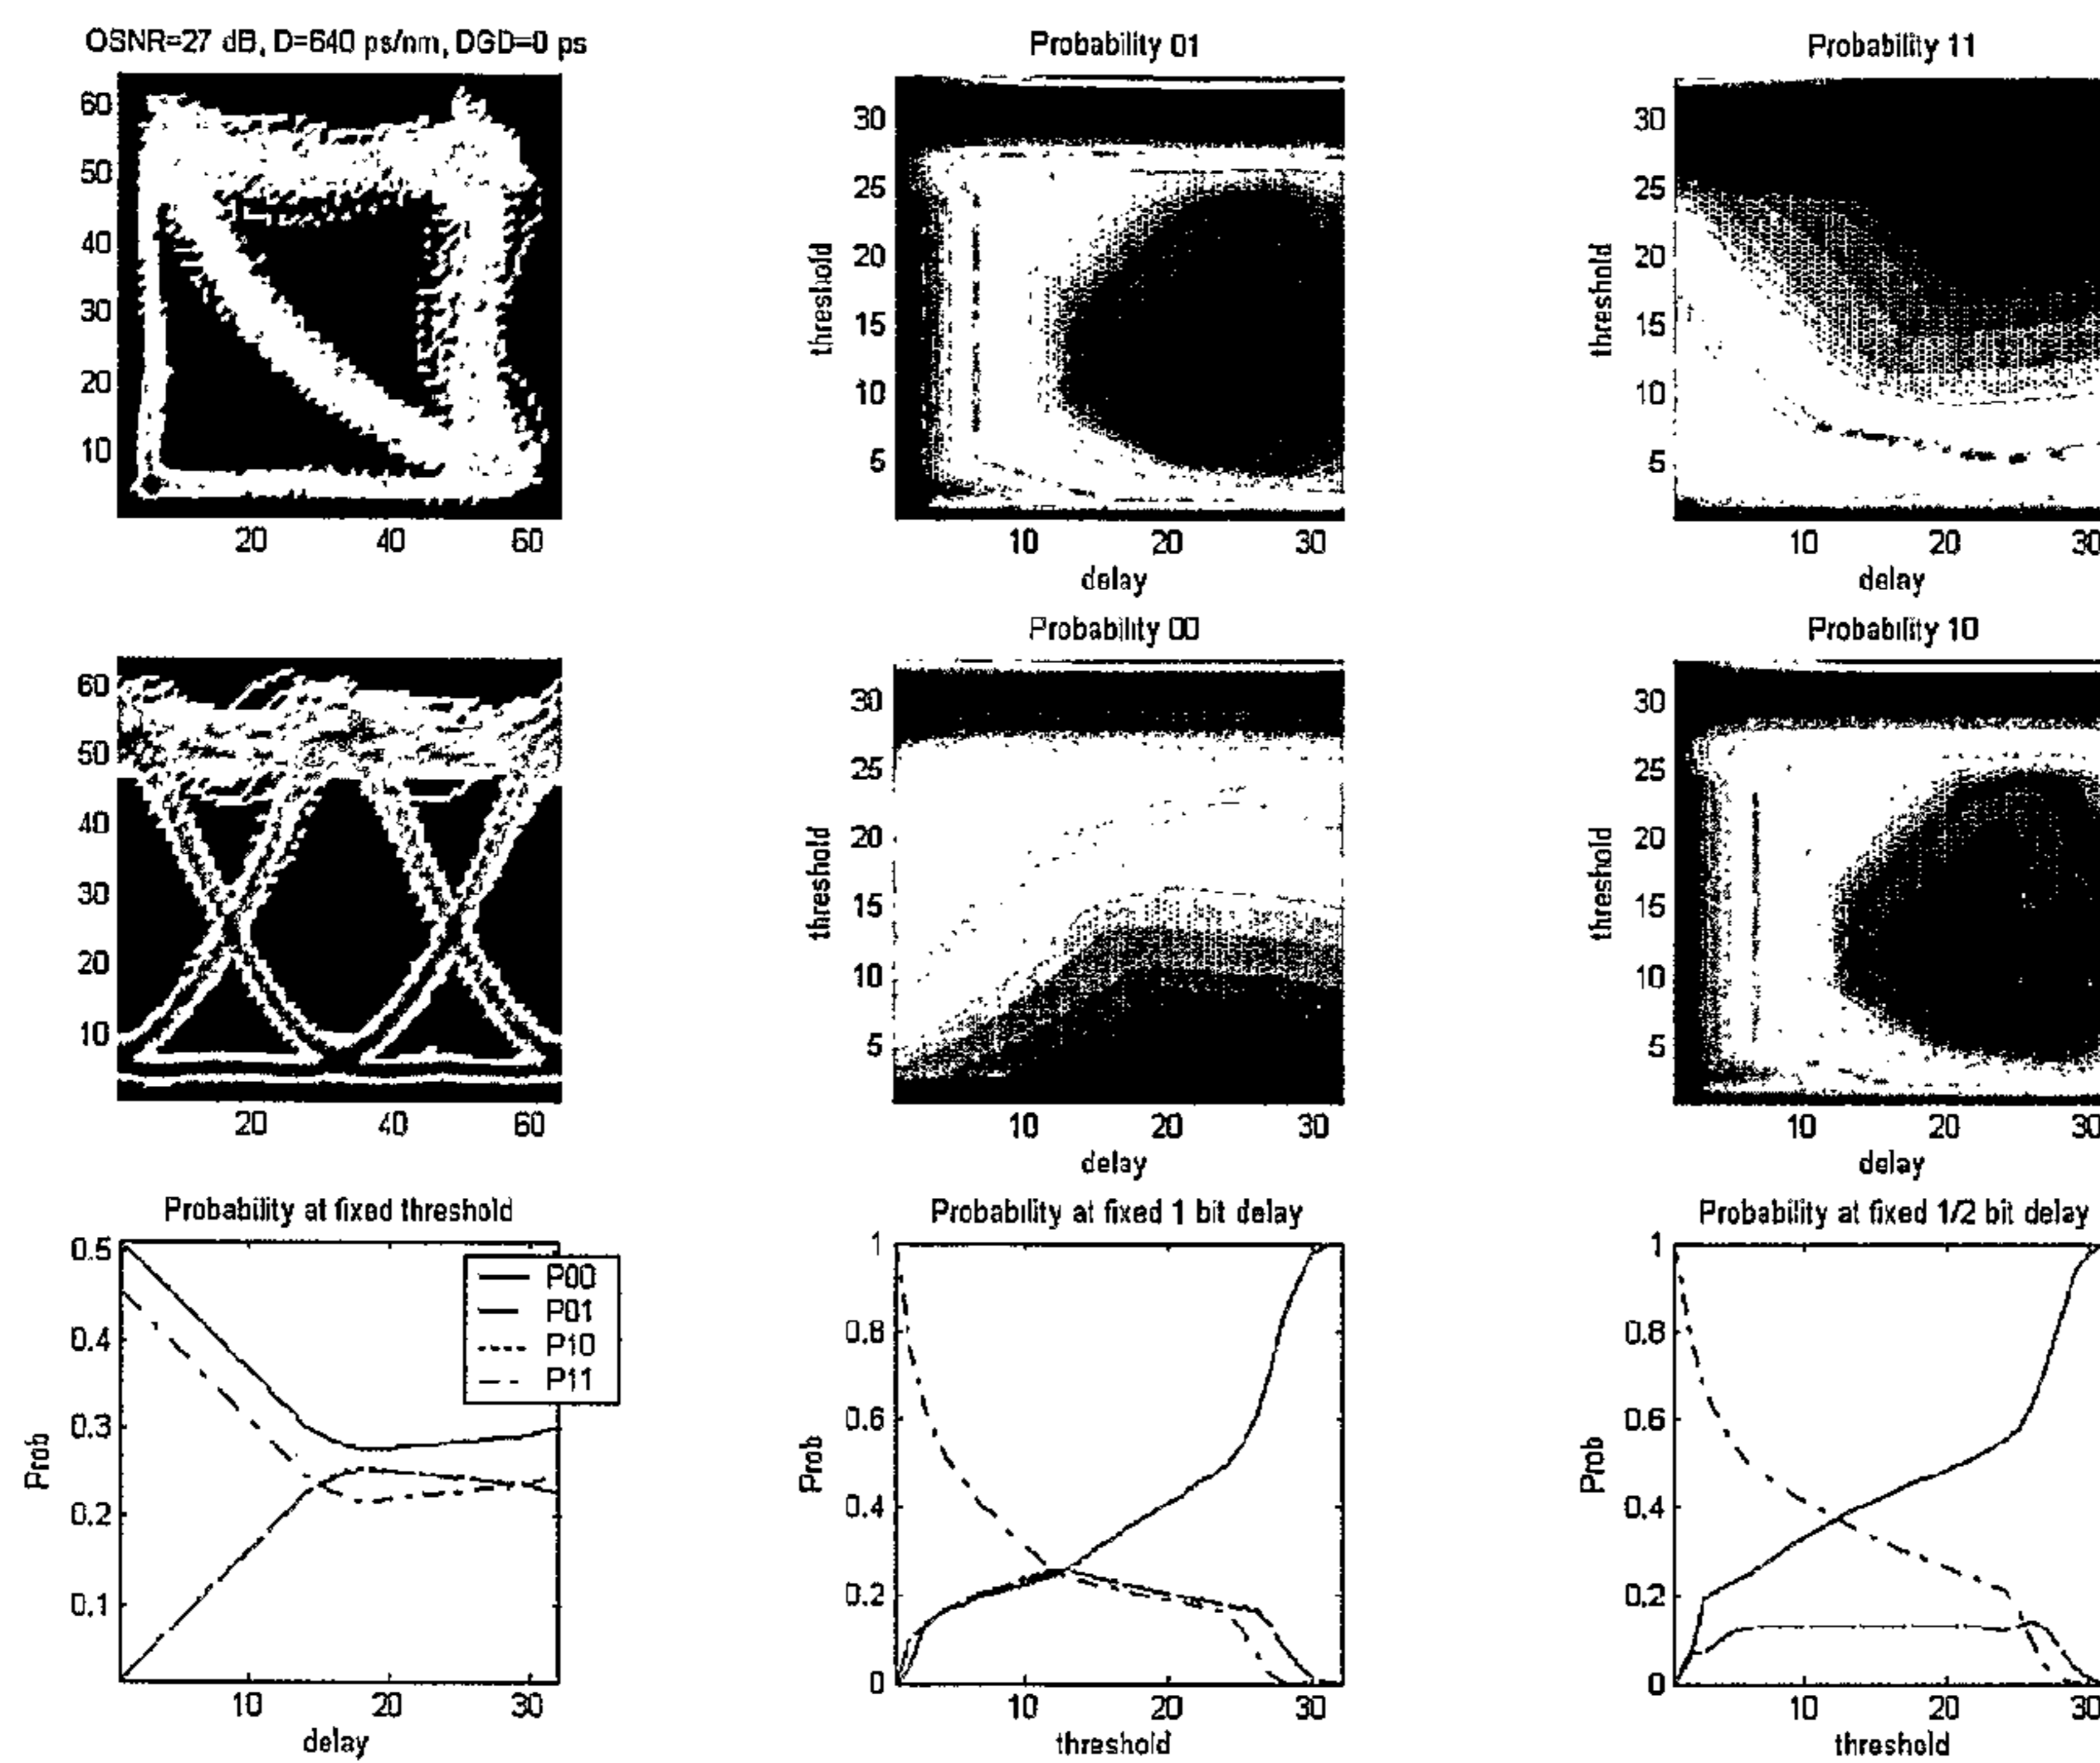 OSNR=27 dB, D=640 ps/nm, DGD=0 ps
60
50
40
30
20
10
20 40 60
Probability 01
threshold
30
25
20
15
10
5
10 20 30
delay
Probability 11
threshold
30
25
20
15
10
5
10 20 30
delay
60
50
40
30
20
10
20 40 60
Probability 00
threshold
30
25
20
15
10
5
10 20 30
delay
Probability 10
threshold
30
25
20
15
10
5
10 20 30
delay
Probability at fixed threshold
Prob
0.5
0.4
0.3
0.2
0.1
P00
P01
P10
P11
10 20 30
delay
Probability at fixed 1 bit delay
Prob
1
0.8
0.6
0.4
0.2
0
10 20 30
threshold
Probability at fixed 1/2 bit delay
Prob
1
0.8
0.6
0.4
0.2
0
10 20 30
threshold